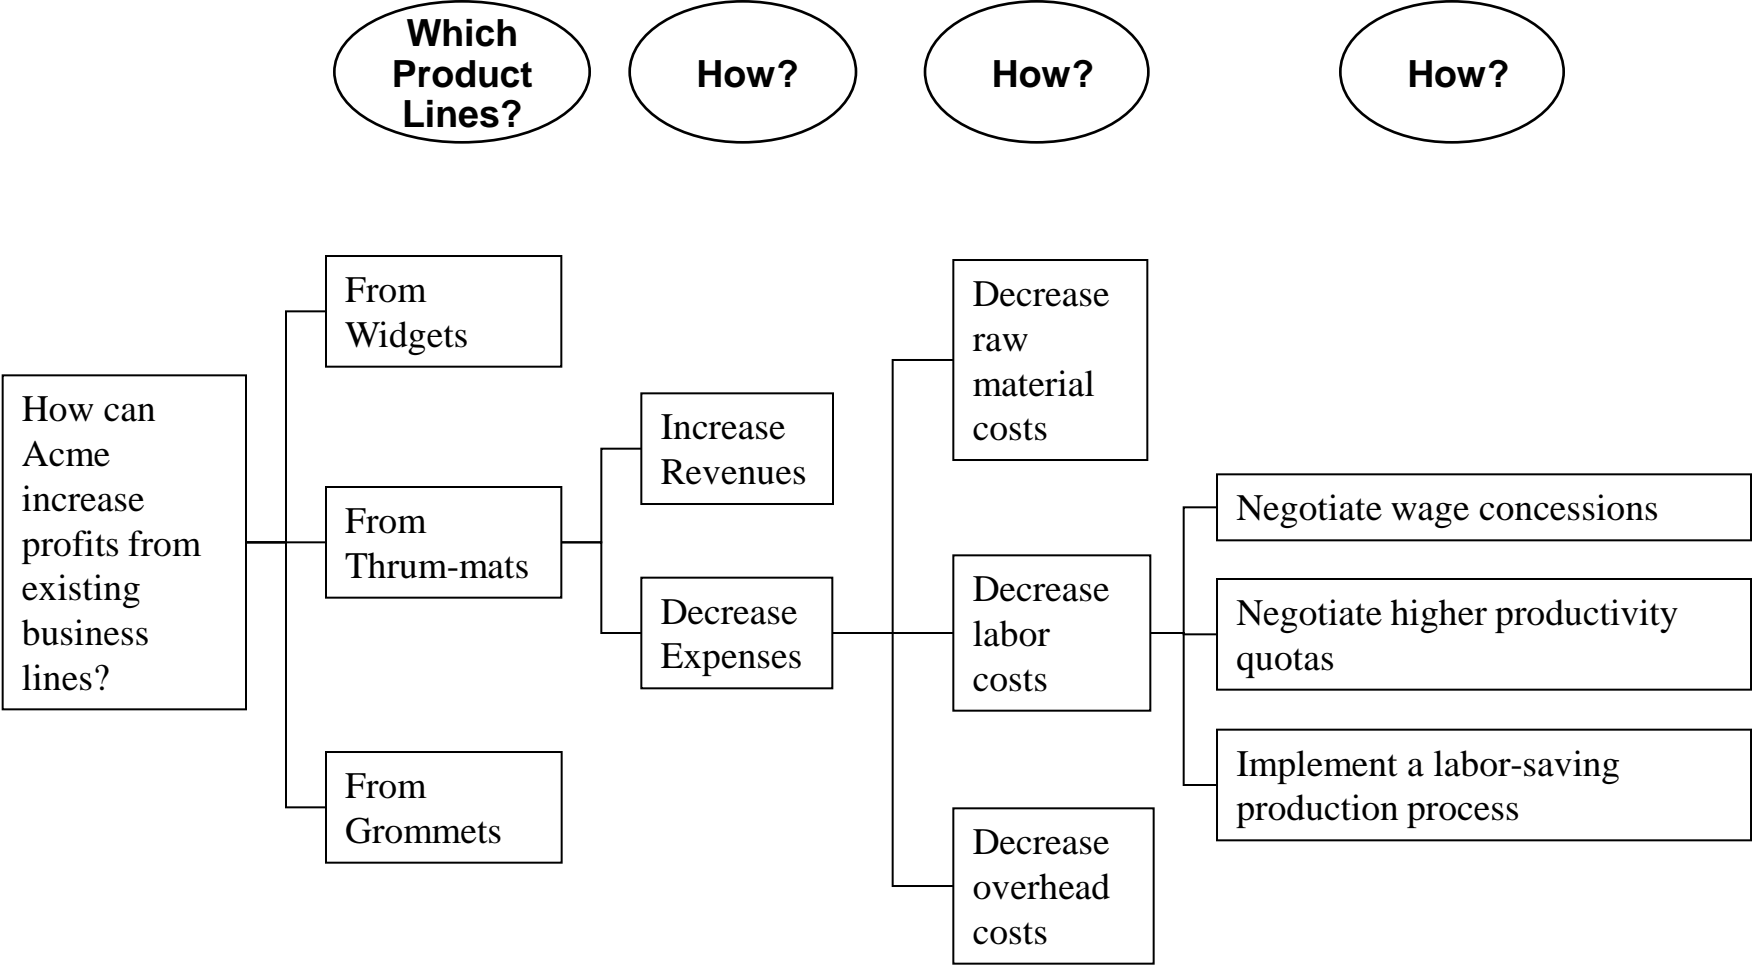 Which
Product
Lines?
How?
How?
How?
How can
Acme
increase
profits from
existing
business
lines?
From
Widgets
From
Thrum-mats
From
Grommets
Increase
Revenues
Decrease
Expenses
Decrease
raw
material
costs
Decrease
labor
costs
Decrease
overhead
costs
Negotiate wage concessions
Negotiate higher productivity
quotas
Implement a labor-saving
production process